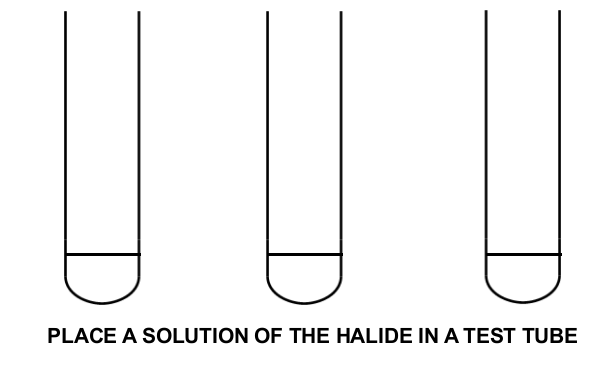 PLACE A SOLUTION OF THE HALIDE IN A TEST TUBE